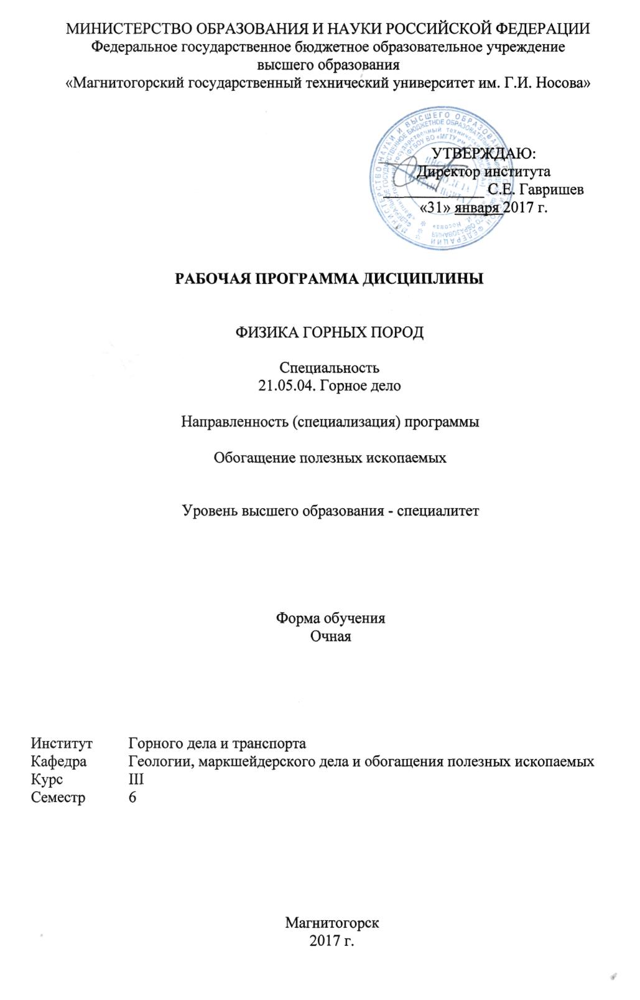 МИНИСТЕРСТВО ОБРАЗОВАНИЯ И НАУКИ РОССИЙСКОЙ ФЕДЕРАЦИИ
Федеральное государственное бюджетное образовательное учреждение
высшего образования
«Магнитогорский государственный технический университет им. Г.И. Носова»
УТВЕРЖДАЮ:
Директор института
С.Е. Гавришев
«31» января 2017 г.
РАБОЧАЯ ПРОГРАММА ДИСЦИПЛИНЫ
ФИЗИКА ГОРНЫХ ПОРОД
Специальность
21.05.04. Горное дело
Направленность (специализация) программы
Обогащение полезных ископаемых
Уровень высшего образования - специалитет
Форма обучения
Очная
Институт Горного дела и транспорта
Кафедра Геологии, маркшейдерского дела и обогащения полезных ископаемых
Курс III
Семестр 6
Магнитогорск
2017 г.